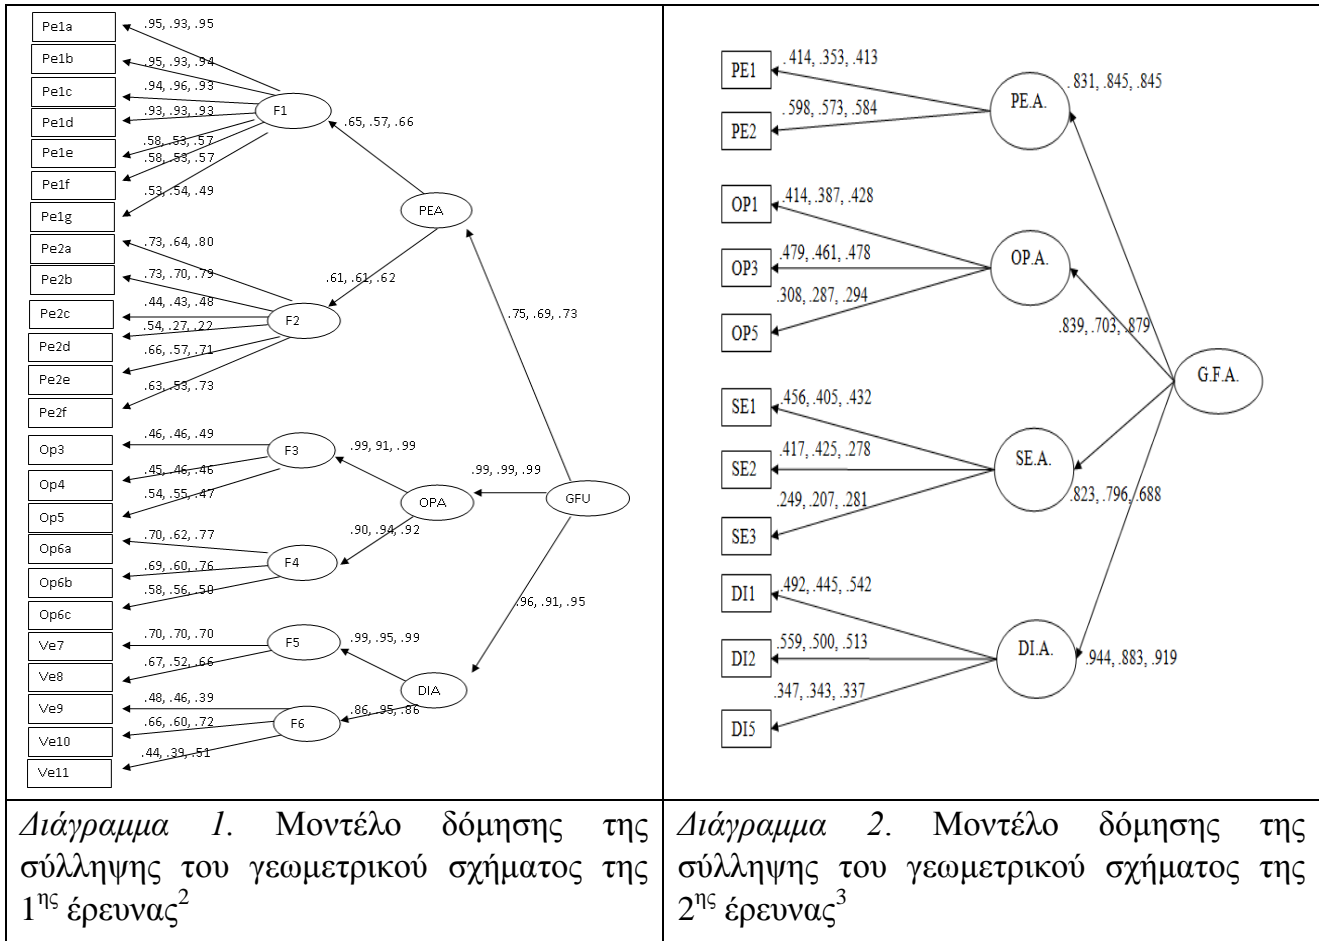 Pe1a
.95, .93, .95
Pe1b
.95, .93, .94
Pe1c
.94, .96, .93
Pe1d
.93, .93, .93
Pe1e
.58, .53, .57
Pe1f
.58, .53, .57
Pe1g
.53, .54, .49
F1
.65, .57, .66
PEA
Pe2a
.73, .64, .80
Pe2b
.73, .70, .79
Pe2c
.44, .43, .48
Pe2d
.54, .27, .22
Pe2e
.66, .57, .71
Pe2f
.63, .53, .73
F2
.61, .61, .62
.75, .69, .73
Op3
.46, .46, .49
Op4
.45, .46, .46
Op5
.54, .55, .47
F3
.99, .91, .99
OPA
.99, .99, .99
GFU
Op6a
.70, .62, .77
Op6b
.69, .60, .76
Op6c
.58, .56, .50
F4
.90, .94, .92
.96, .91, .95
Ve7
.70, .70, .70
Ve8
.67, .52, .66
F5
.99, .95, .99
DIA
Ve9
.48, .46, .39
Ve10
.66, .60, .72
Ve11
.44, .39, .51
F6
.86, .95, .86
Διάγραμμα 1. Μοντέλο δόμησης της
σύλληψης του γεωμετρικού σχήματος της
1ης έρευνας2
PE1
.414, .353, .413
PE2
.598, .573, .584
PE.A.
.831, .845, .845
OP1
.414, .387, .428
OP3
.479, .461, .478
OP5
.308, .287, .294
OP.A.
.839, .703, .879
G.F.A.
SE1
.456, .405, .432
SE2
.417, .425, .278
SE3
.249, .207, .281
SE.A.
.823, .796, .688
DI1
.492, .445, .542
DI2
.559, .500, .513
DI5
.347, .343, .337
DI.A.
.944, .883, .919
Διάγραμμα 2. Μοντέλο δόμησης της
σύλληψης του γεωμετρικού σχήματος της
2ης έρευνας3